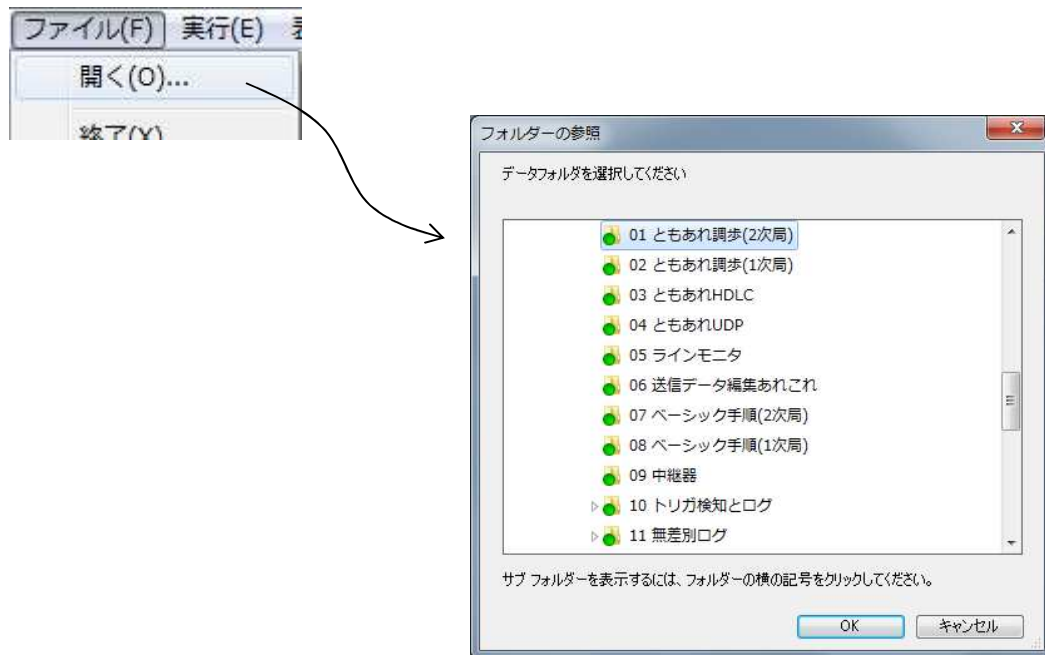 ファイル(F) 実行(E)
開く(O)...
終了(X)
フォルダーの参照
データフォルダを選択してください
01 ともあれ調歩(2次局)
02 ともあれ調歩(1次局)
03 ともあれHDLC
04 ともあれUDP
05 ラインモニタ
06 送信データ編集あれこれ
07 ベーシック手順(2次局)
08 ベーシック手順(1次局)
09 中継器
10 トリガ検知とログ
11 無差別ログ
サブ フォルダーを表示するには、フォルダーの横の記号をクリックしてください。
OK キャンセル